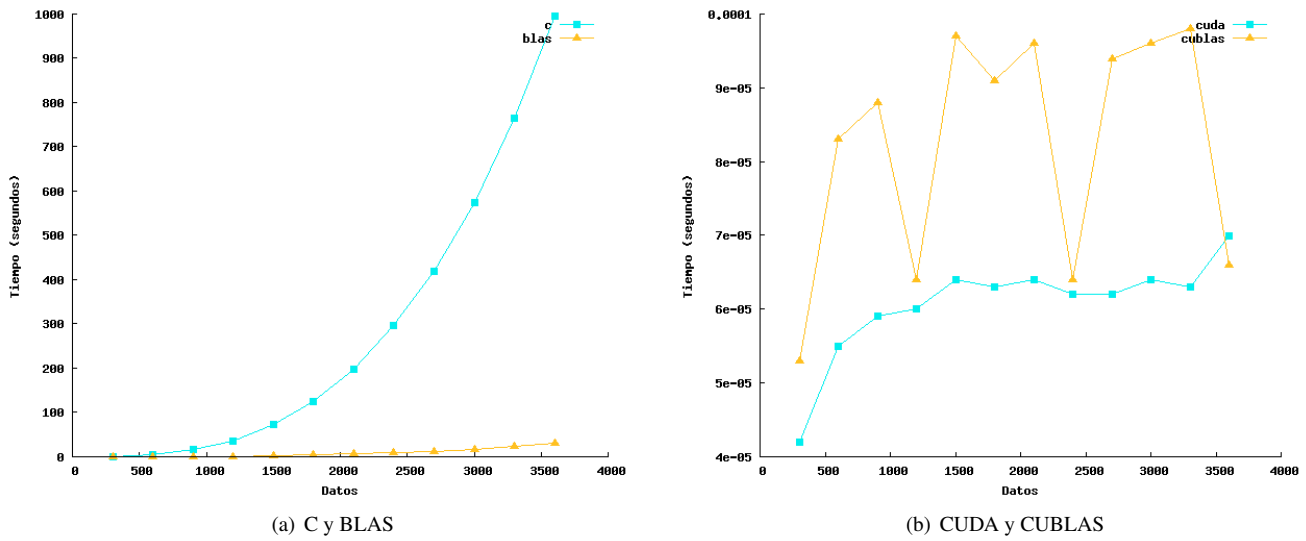 1000
900
800
700
600
500
400
300
200
100
0
Tiempo (segundos)
c
blas
0 500 1000 1500 2000 2500 3000 3500 4000
Datos
(a) C y BLAS
0.0001
9e-05
8e-05
7e-05
6e-05
5e-05
4e-05
Tiempo (segundos)
cuda
cublas
0 500 1000 1500 2000 2500 3000 3500 4000
Datos
(b) CUDA y CUBLAS